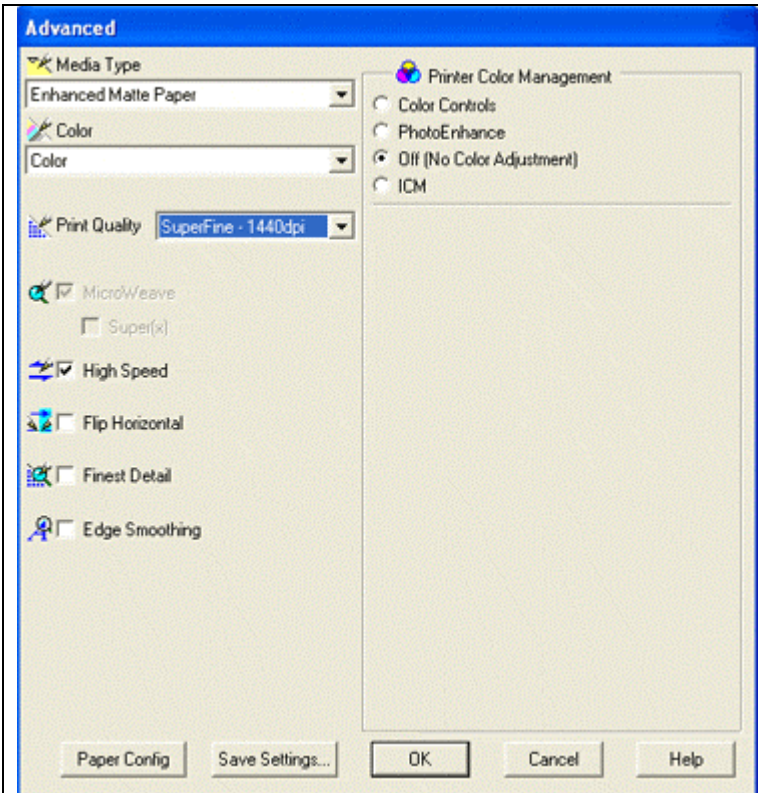 Advanced
Media Type
Enhanced Matte Paper
Color
Color
Print Quality SuperFine - 1440dpi
MicroWeave
Super(x)
High Speed
Flip Horizontal
Finest Detail
Edge Smoothing
Printer Color Management
Color Controls
PhotoEnhance
Off (No Color Adjustment)
ICM
Paper Config Save Settings... OK Cancel Help